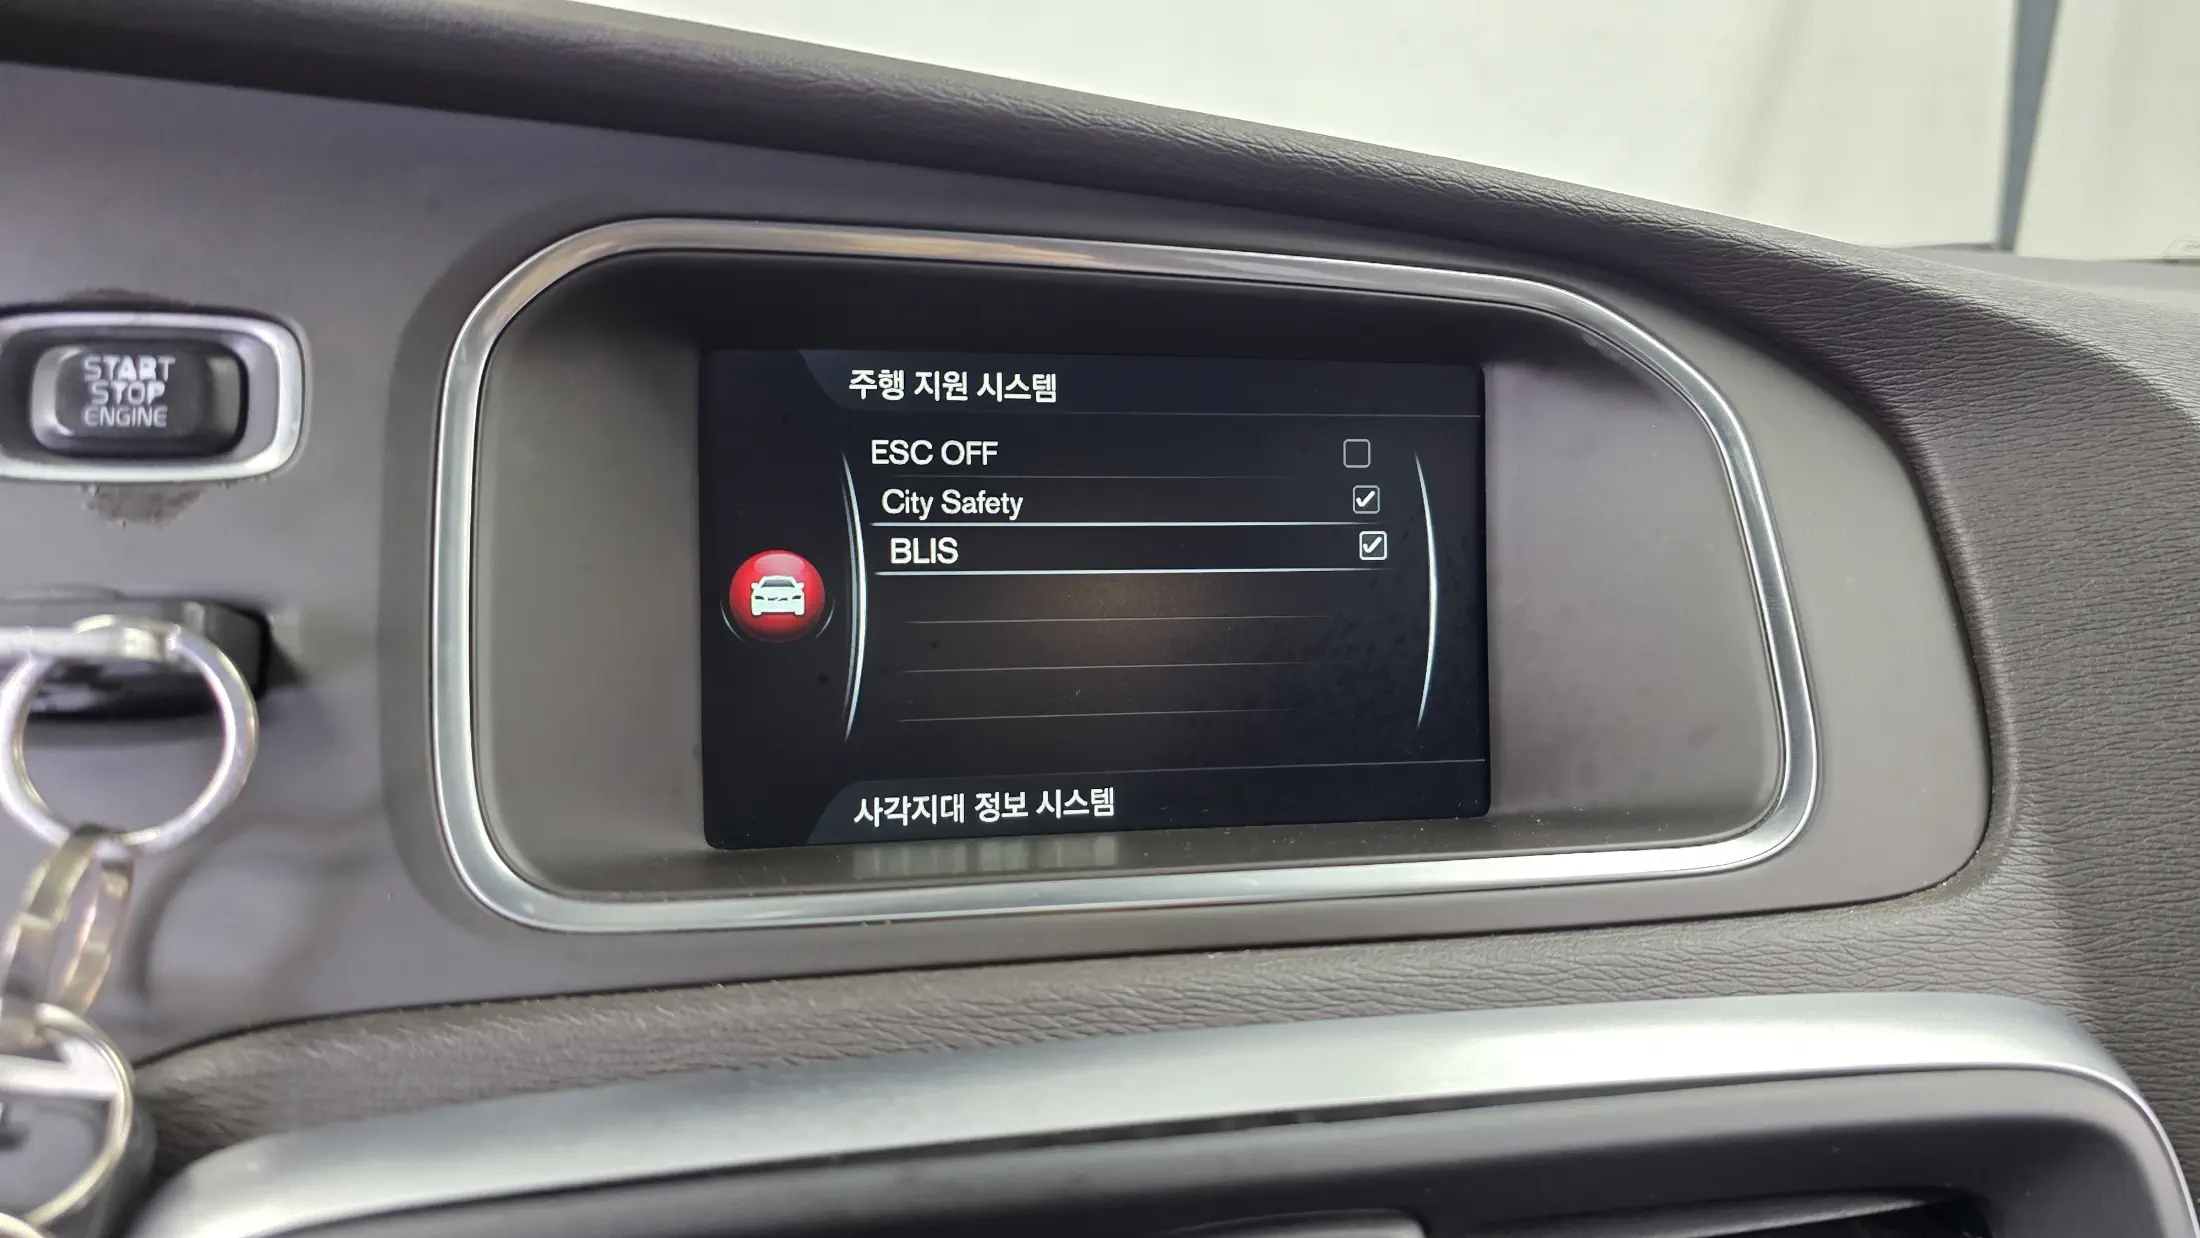 START
STOP
ENGINE
주행 지원 시스템
ESC OFF
City Safety
BLIS
사각지대 정보 시스템